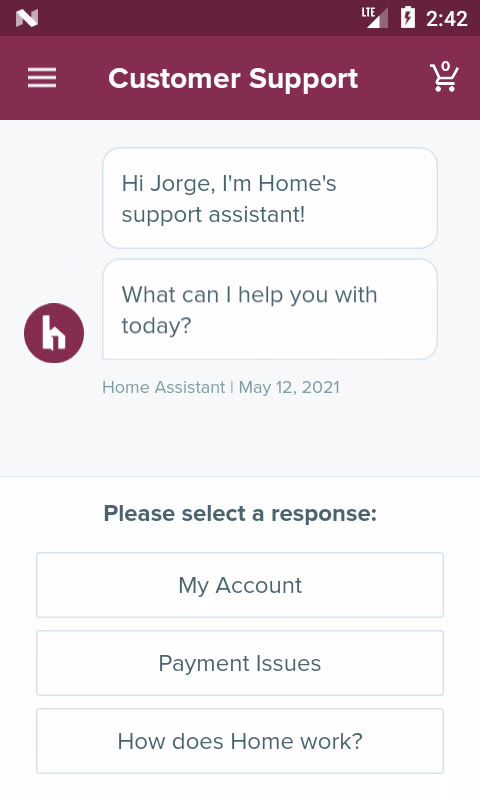 LTE 2:42
Customer Support
0
Hi Jorge, I'm Home's
support assistant!
What can I help you with
today?
h
Home Assistant | May 12, 2021
Please select a response:
My Account
Payment Issues
How does Home work?